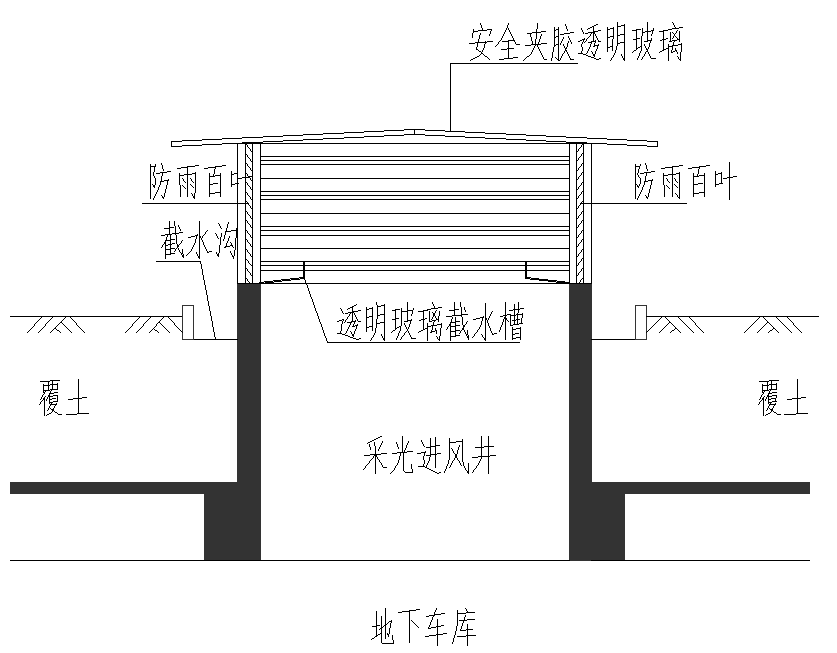 安全夹胶透明玻璃
防雨百叶
防雨百叶
截水沟
透明玻璃截水槽
覆土
覆土
采光进风井
地下车库